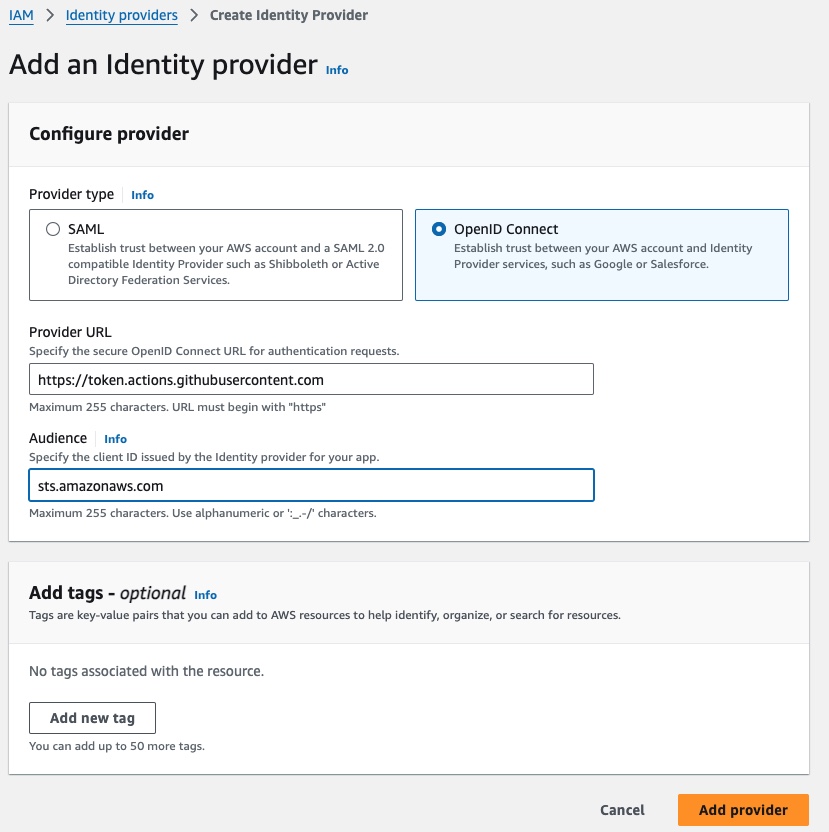 IAM > Identity providers > Create Identity Provider
Add an Identity provider Info
Configure provider
Provider type Info
SAML
Establish trust between your AWS account and a SAML 2.0
compatible Identity Provider such as Shibboleth or Active
Directory Federation Services.
OpenID Connect
Establish trust between your AWS account and Identity
Provider services, such as Google or Salesforce.
Provider URL
Specify the secure OpenID Connect URL for authentication requests.
https://token.actions.githubusercontent.com
Maximum 255 characters. URL must begin with "https"
Audience Info
Specify the client ID issued by the Identity provider for your app.
sts.amazonaws.com
Maximum 255 characters. Use alphanumeric or ':_.-/' characters.
Add tags - optional Info
Tags are key-value pairs that you can add to AWS resources to help identify, organize, or search for resources.
No tags associated with the resource.
Add new tag
You can add up to 50 more tags.
Cancel Add provider